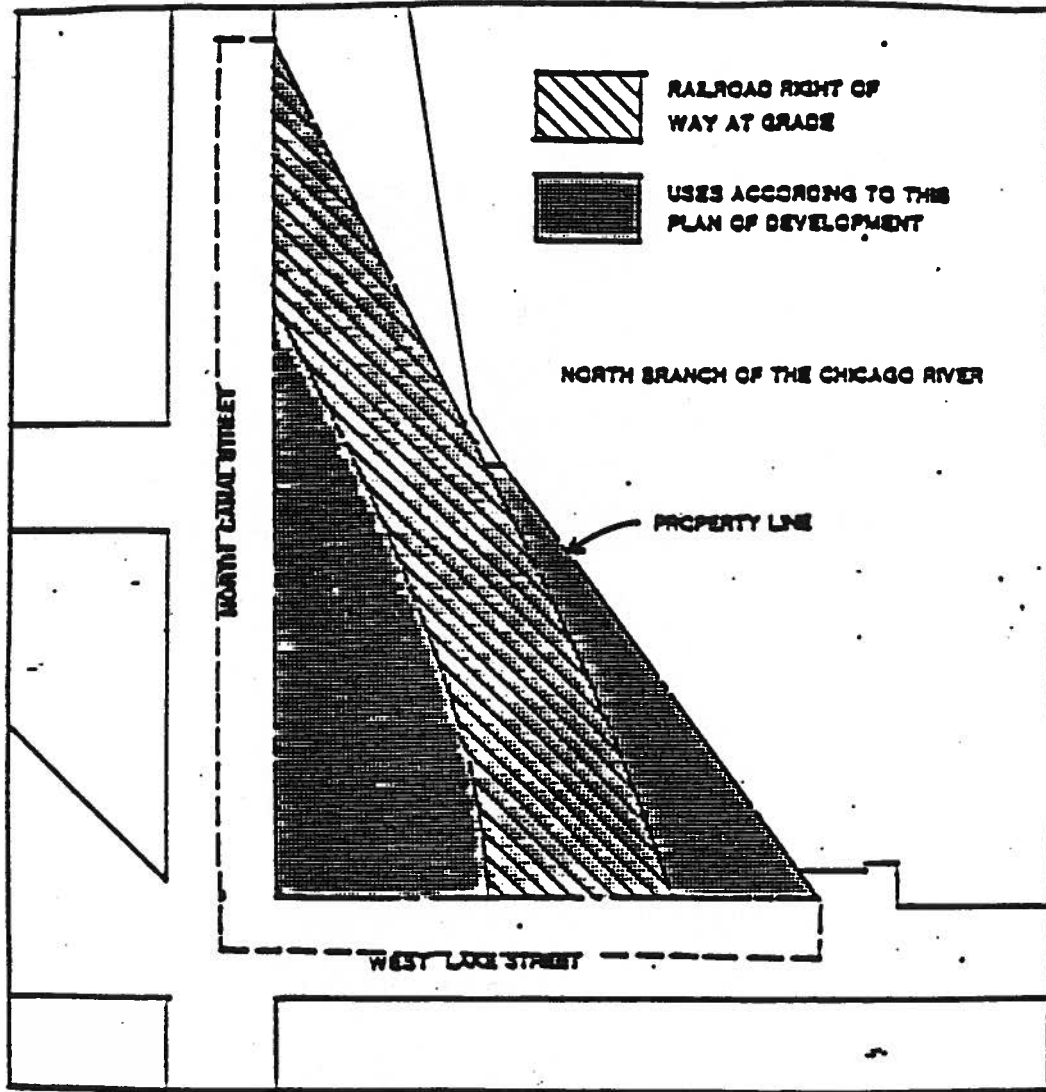 RAILROAD RIGHT OF
WAY AT GRADE
USES ACCORDING TO THIS
PLAN OF DEVELOPMENT
NORTH BRANCH OF THE CHICAGO RIVER
NORTH CANAL STREET
PROPERTY LINE
WEST LAKE STREET